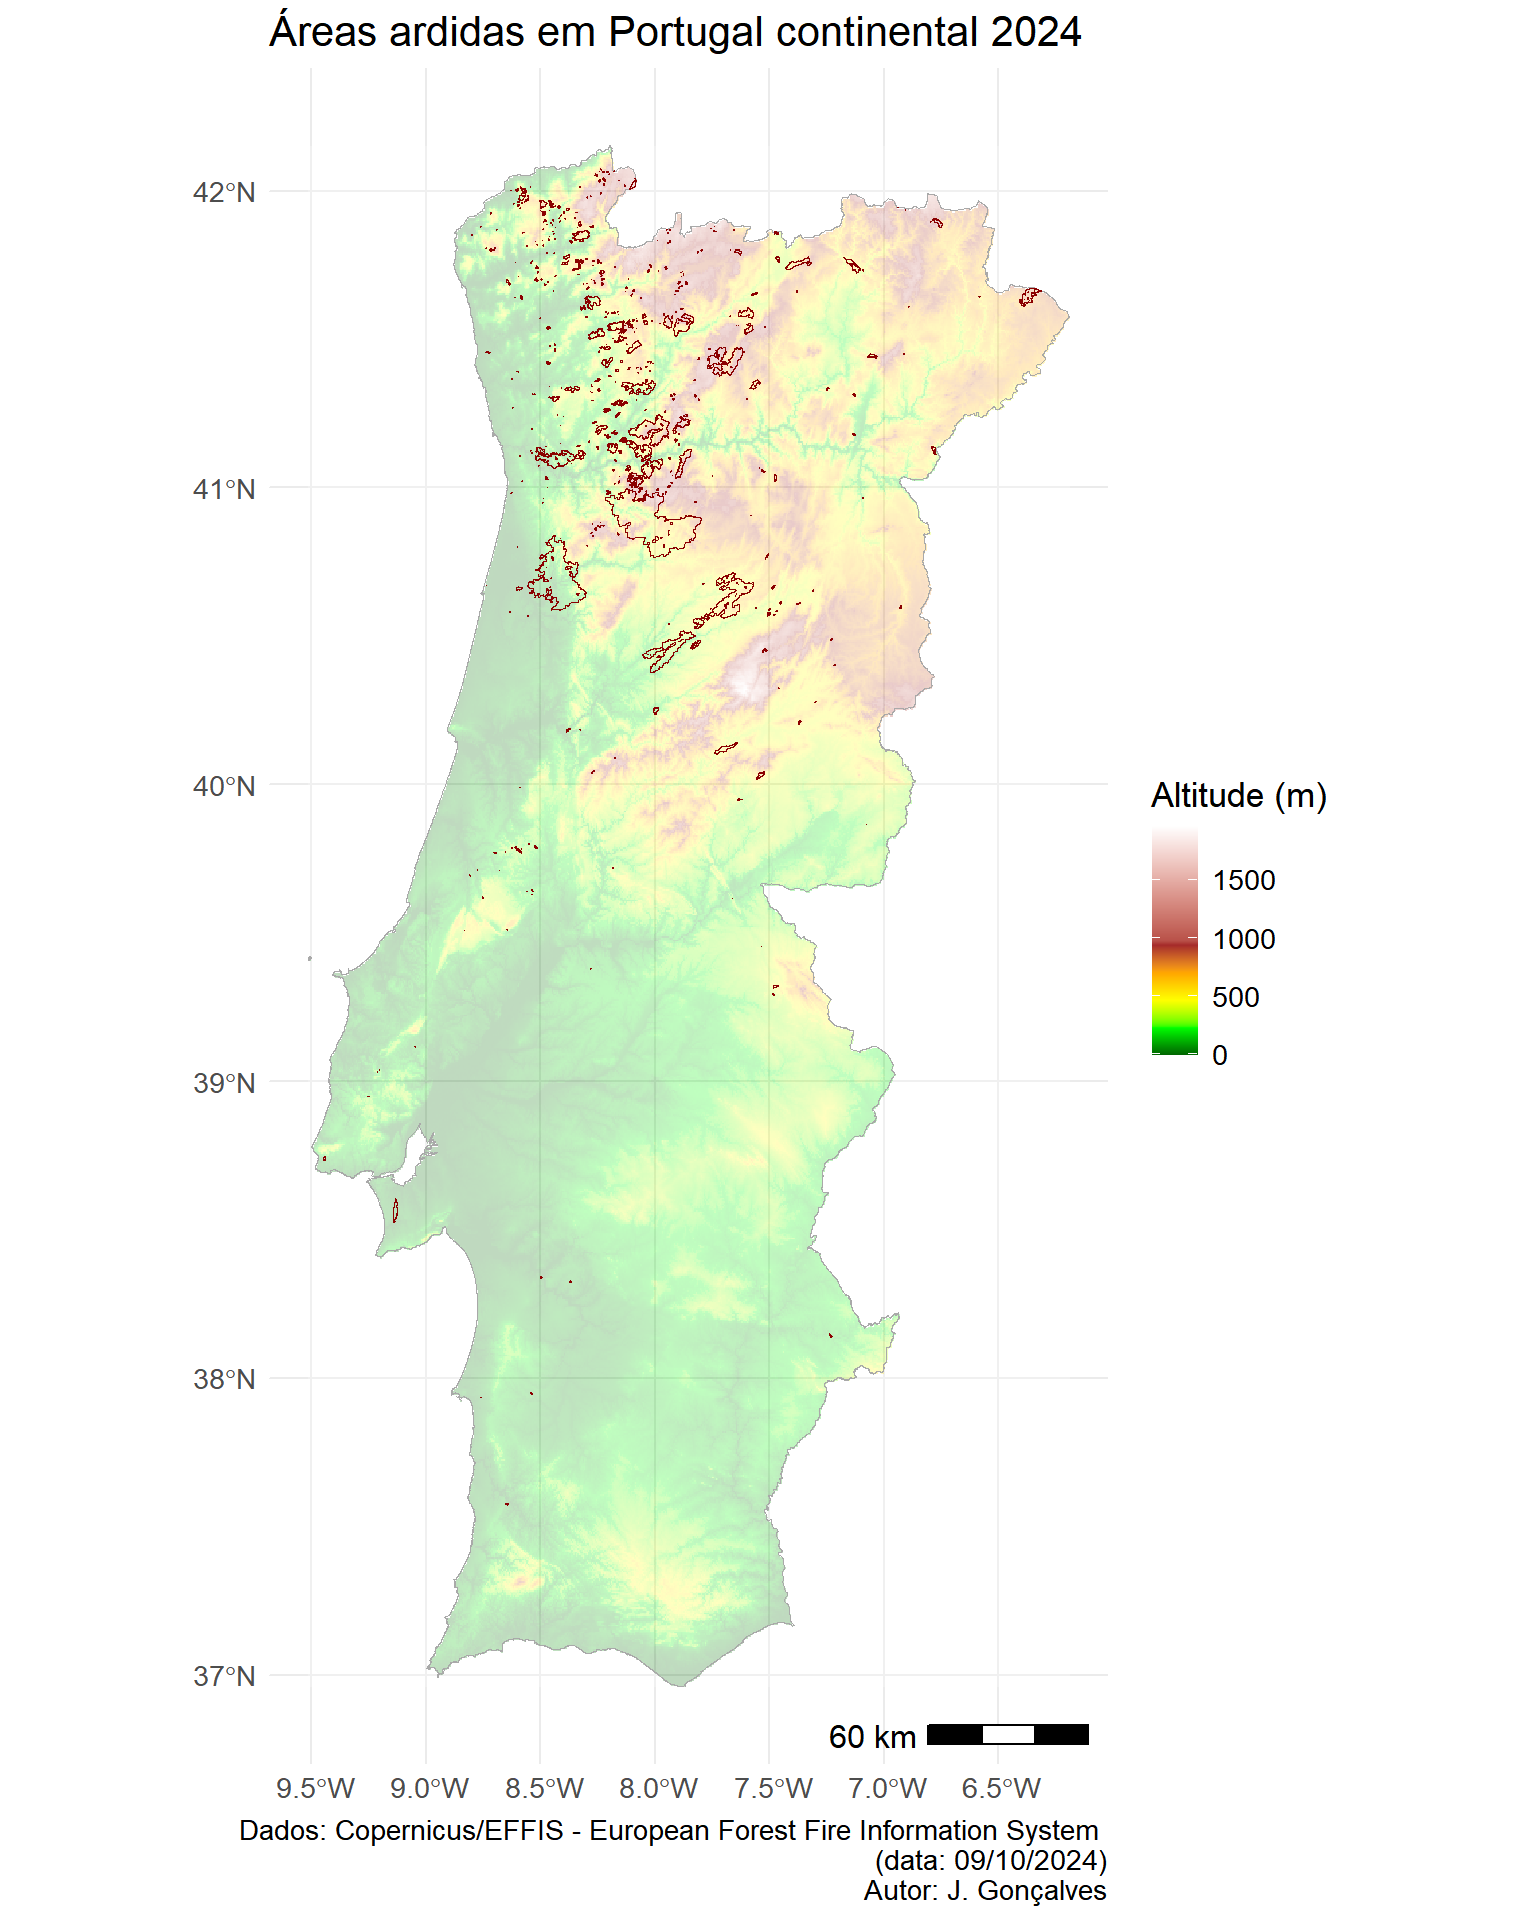 Áreas ardidas em Portugal continental 2024
42°N
41°N
40°N
39°N
38°N
37°N
Altitude (m)
1500
1000
500
0
60 km
9.5°W 9.0°W 8.5°W 8.0°W 7.5°W 7.0°W 6.5°W
Dados: Copernicus/EFFIS - European Forest Fire Information System
(data: 09/10/2024)
Autor: J. Gonçalves